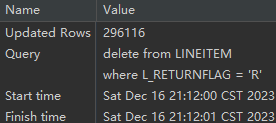 Name Value
Updated Rows 296116
Query delete from LINEITEM
where L_RETURNFLAG = 'R'
Start time Sat Dec 16 21:12:00 CST 2023
Finish time Sat Dec 16 21:12:01 CST 2023